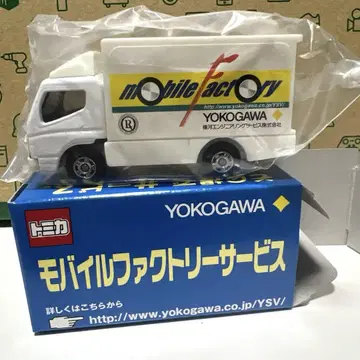 mobileFactory
http://www.yokogawa.co.jp/YSV/
YOKOGAWA
横河エンジニアリングサービス株式会社
R
YOKOGAWA
トミカ
モバイルファクトリーサービス
詳しくはこちらから
http://www.yokogawa.co.jp/YSV/